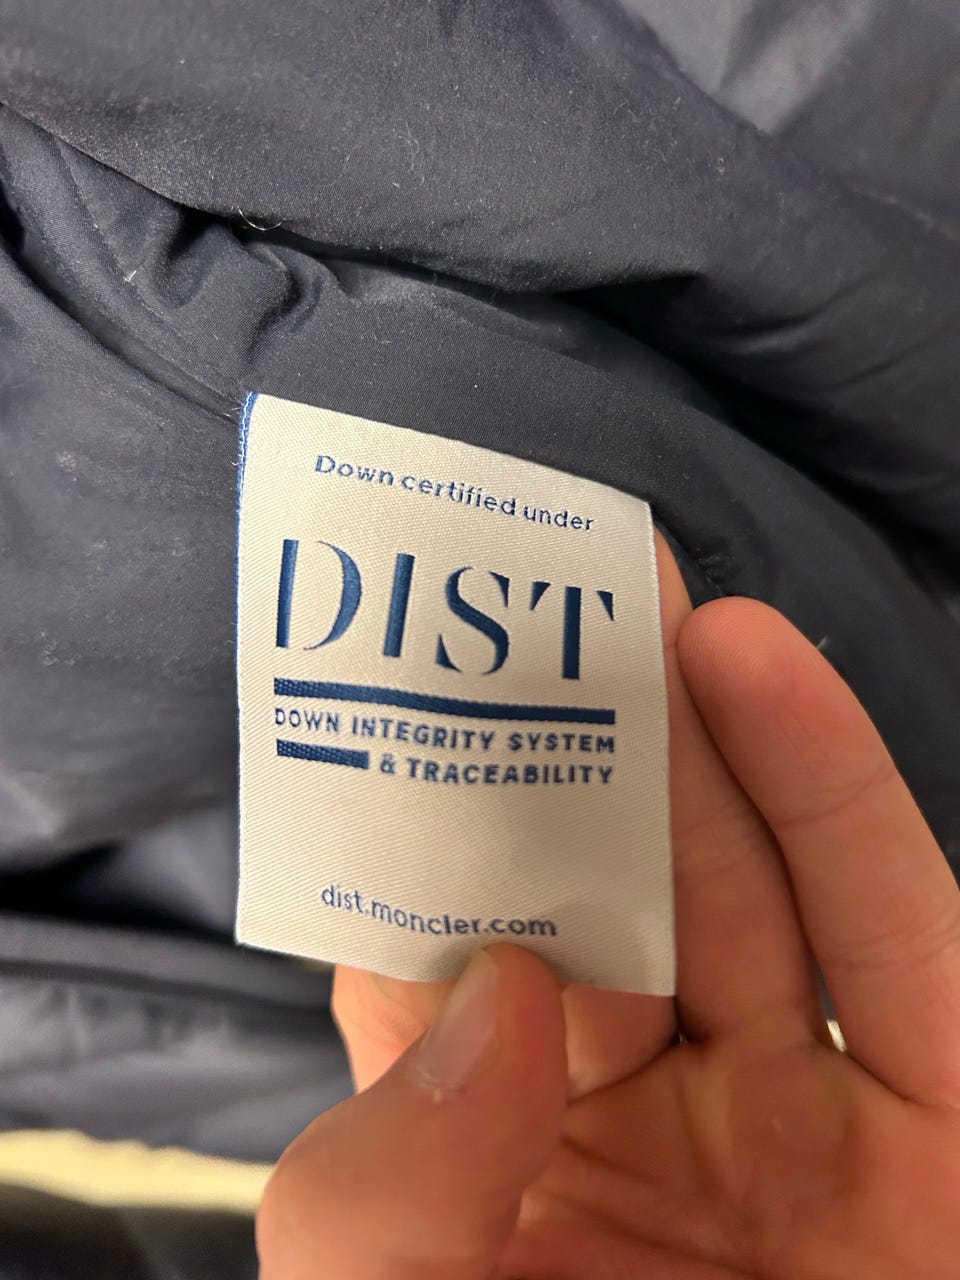 Down certified under
DIST
DOWN INTEGRITY SYSTEM
& TRACEABILITY
dist.moncler.com